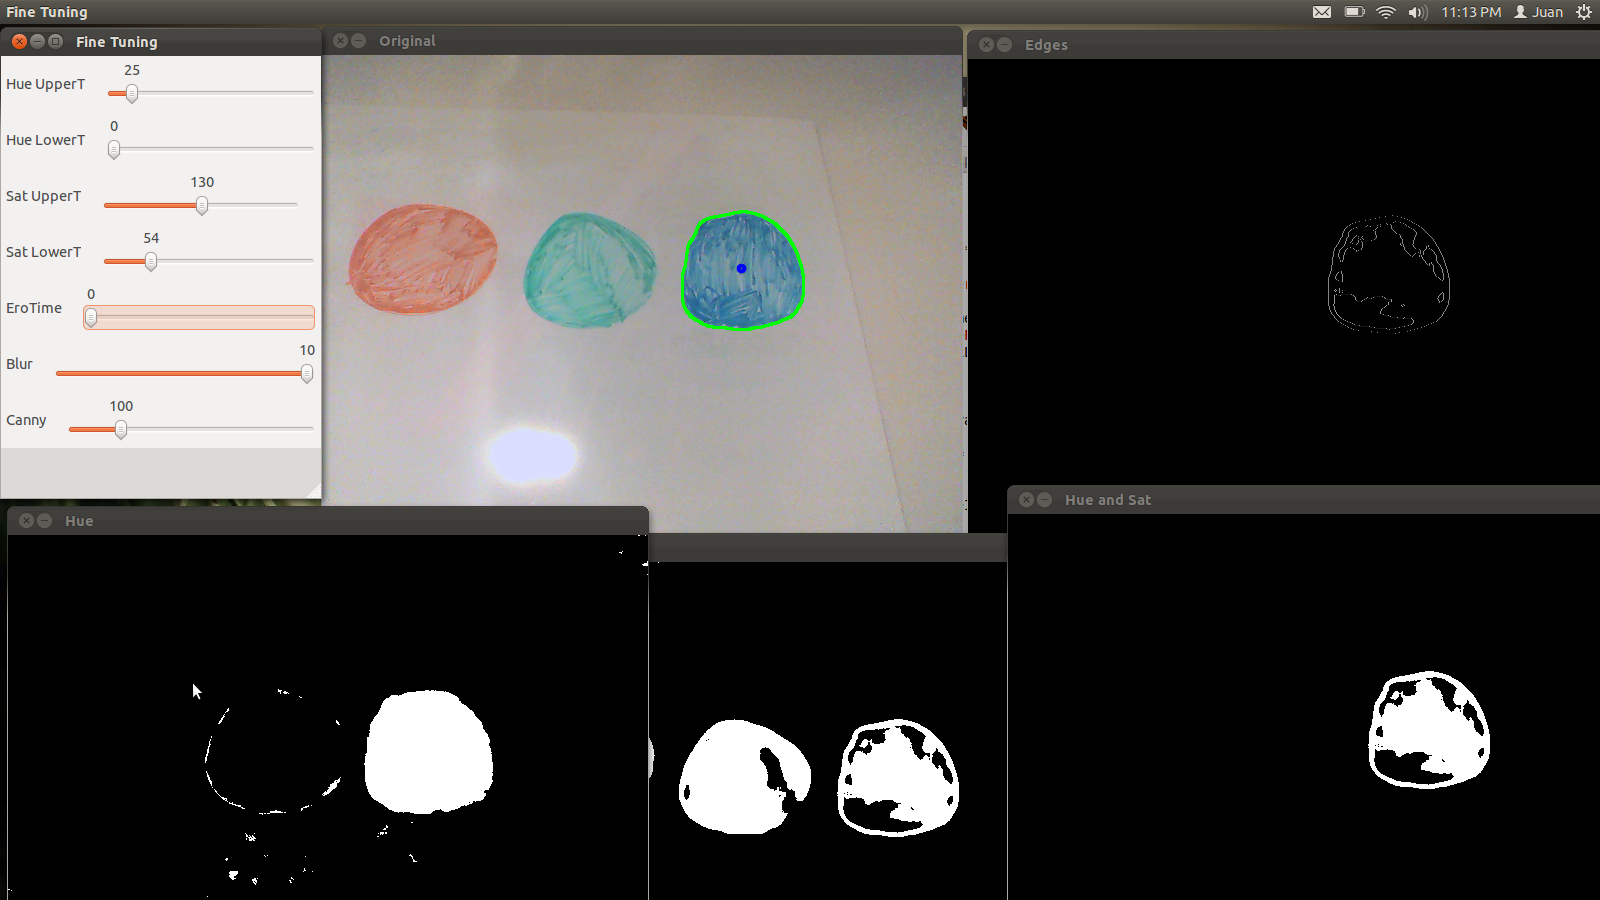 Fine Tuning
11:13 PM Juan
Fine Tuning
Hue UpperT 25
Hue LowerT 0
Sat UpperT 130
Sat LowerT 54
EroTime 0
Blur 10
Canny 100
Original
Edges
Hue
Hue and Sat